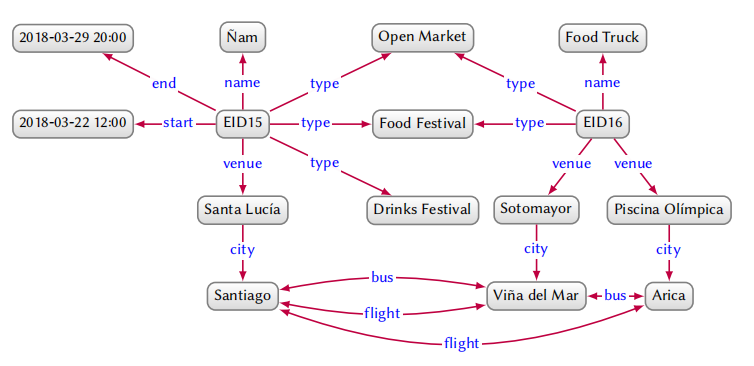 2018-03-29 20:00
Ñam
Open Market
Food Truck
end
name
type
type
name
2018-03-22 12:00
start
EID15
type
Food Festival
type
EID16
venue
type
venue
venue
Santa Lucía
Drinks Festival
Sotomayor
Piscina Olímpica
city
city
city
bus
Santiago
Viña del Mar
bus
Arica
flight
flight